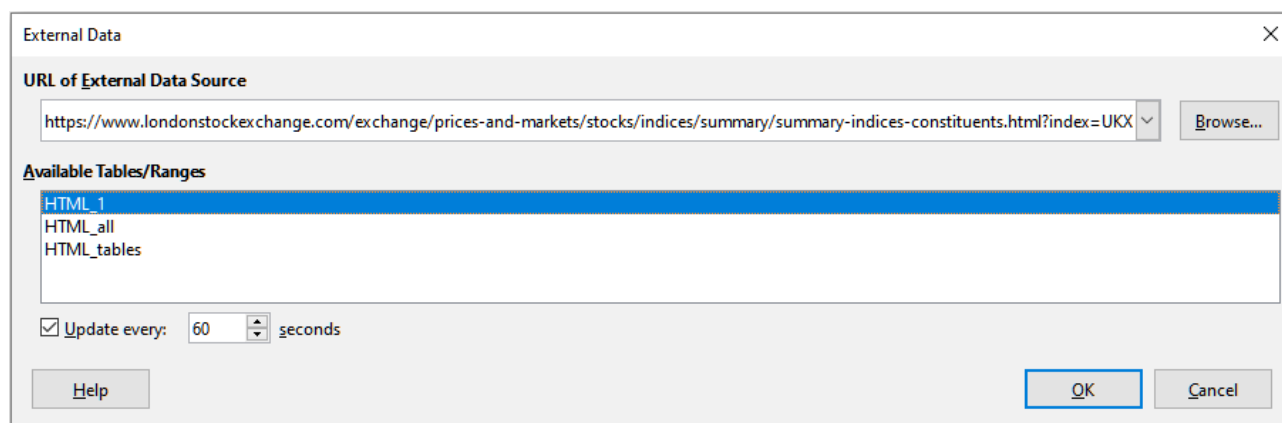 External Data
URL of External Data Source
https://www.londonstockexchange.com/exchange/prices-and-markets/stocks/indices/summary/summary-indices-constituents.html?index=UKX
Browse...
Available Tables/Ranges
HTML_1
HTML_all
HTML_tables
Update every: 60 seconds
Help OK Cancel